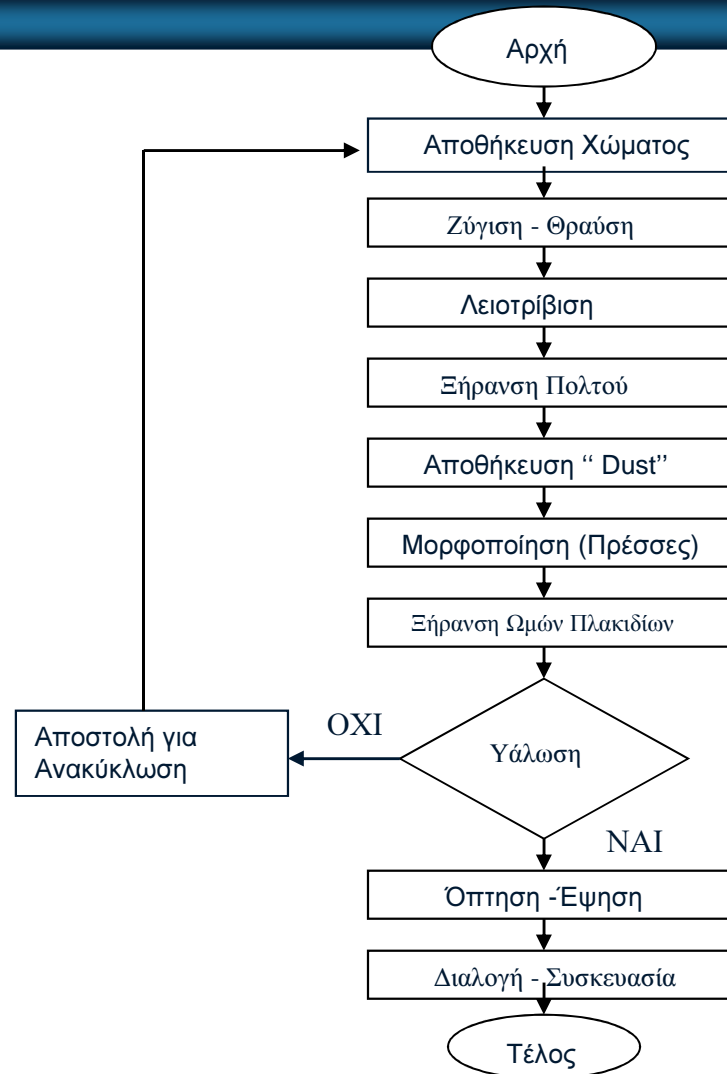 Αρχή
Αποθήκευση Χώματος
Ζύγιση - Θραύση
Λειοτρίβιση
Ξήρανση Πολτού
Αποθήκευση ‘‘ Dust’’
Μορφοποίηση (Πρέσσες)
Ξήρανση Ωμών Πλακιδίων
Υάλωση
ΟΧΙ
Αποστολή για
Ανακύκλωση
ΝΑΙ
Όπτηση -Έψηση
Διαλογή - Συσκευασία
Τέλος